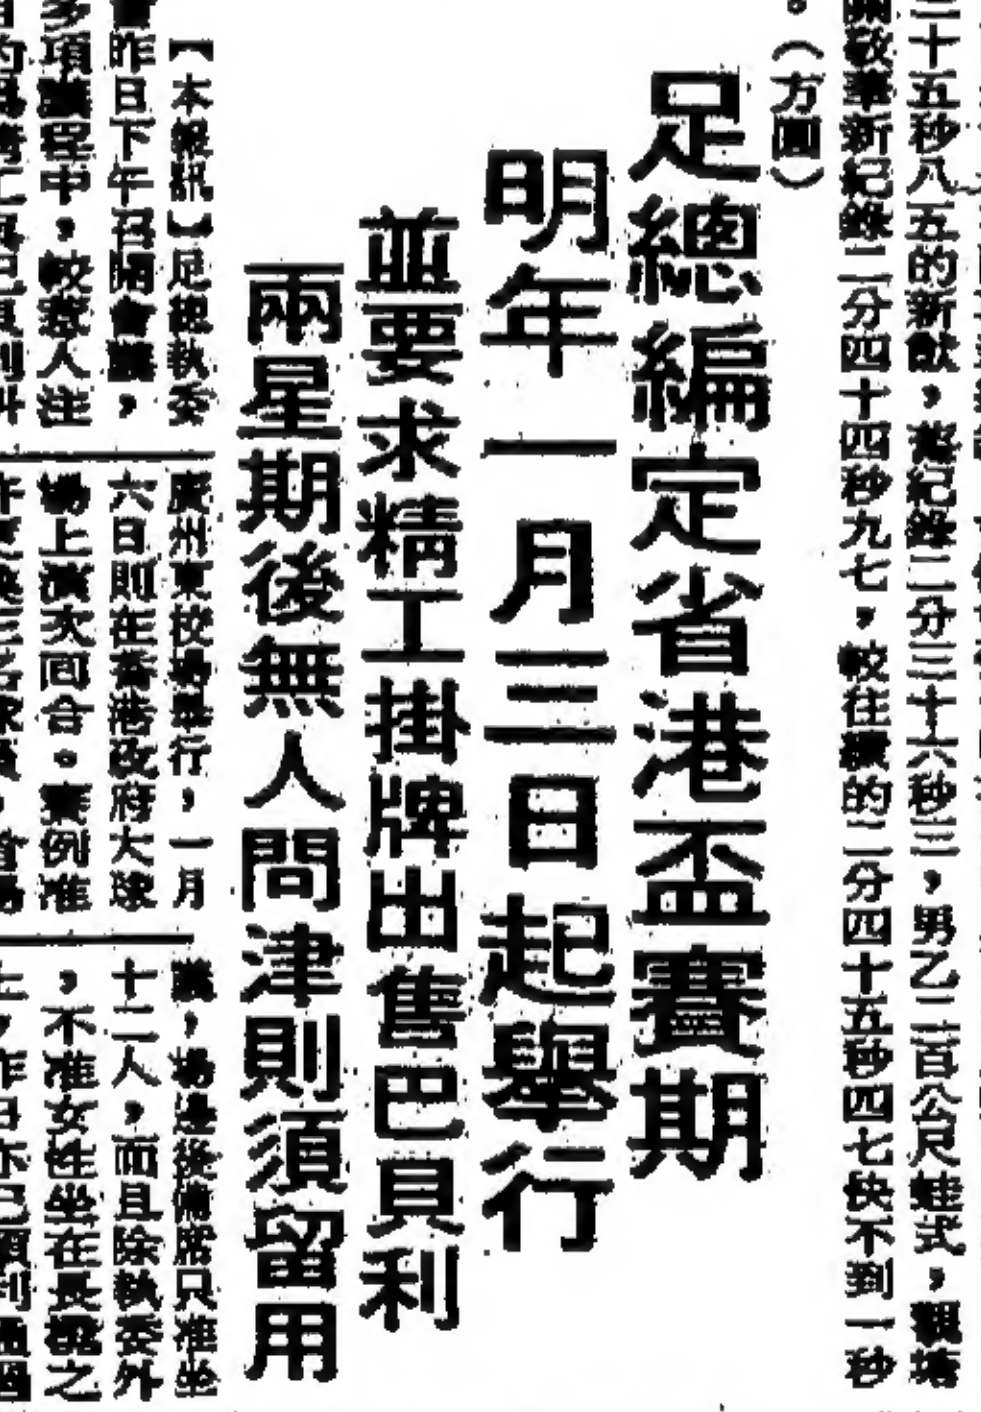 三十五秒八五的新猷，舊紀錄二分三十六秒三，男乙二百公尺蛙式，觀塘
關敬華新紀錄二分四十四秒九七，較往績的二分四十五秒四七快不到一秒
。（方圓）
足總編定省港盃賽期
明年一月三日起舉行
並要求精工掛牌出售巴貝利
兩星期後無人問津則須留用
【本報訊】足總執委
會昨日下午召開會議，
多項議程中，較惹人注
廣州東校場舉行，一月
六日則在香港政府大球
場上演次回合。賽例准
議，場邊後備席只准坐
十二人，而且除執委外
，不准女性坐在長櫈之